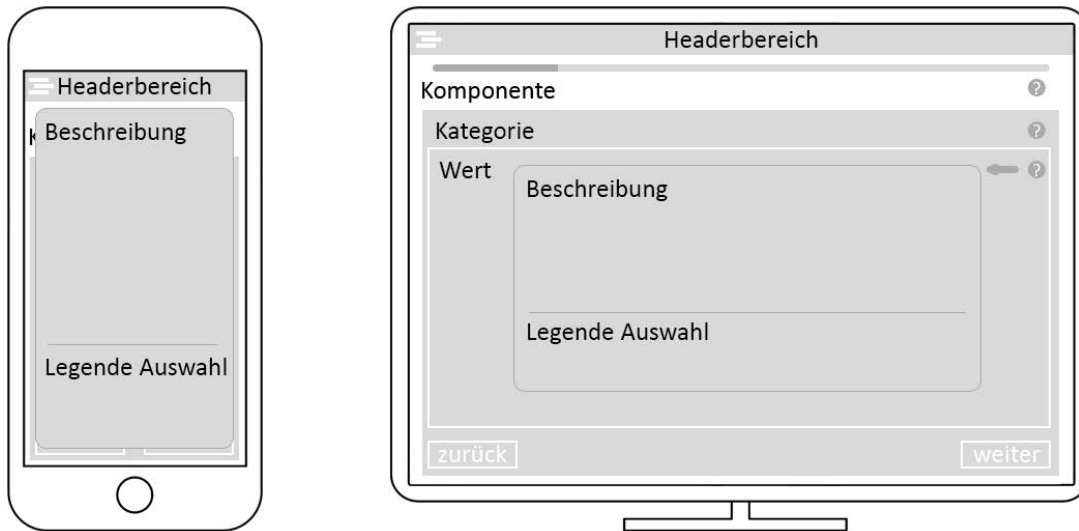 Headerbereich
K
Beschreibung
Legende Auswahl
Headerbereich
Komponente
?
Kategorie
?
Wert
?
Beschreibung
Legende Auswahl
zurück
weiter